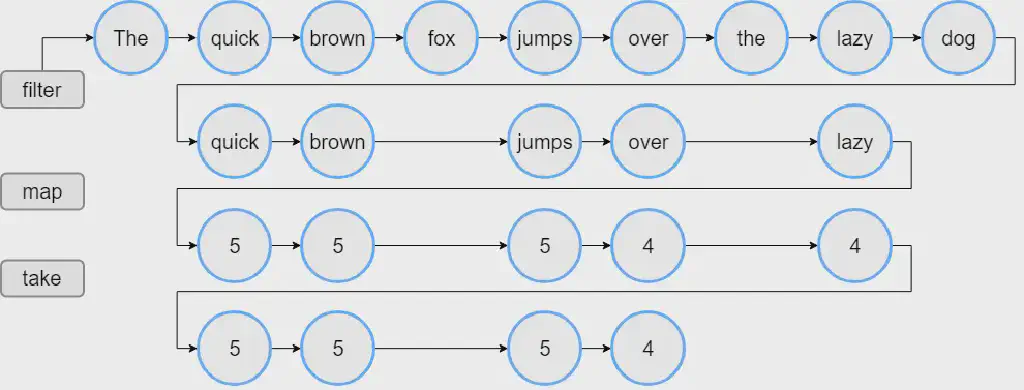 The quick brown fox jumps over the lazy dog
filter
quick brown jumps over lazy
map
5 5 5 4 4
take
5 5 5 4